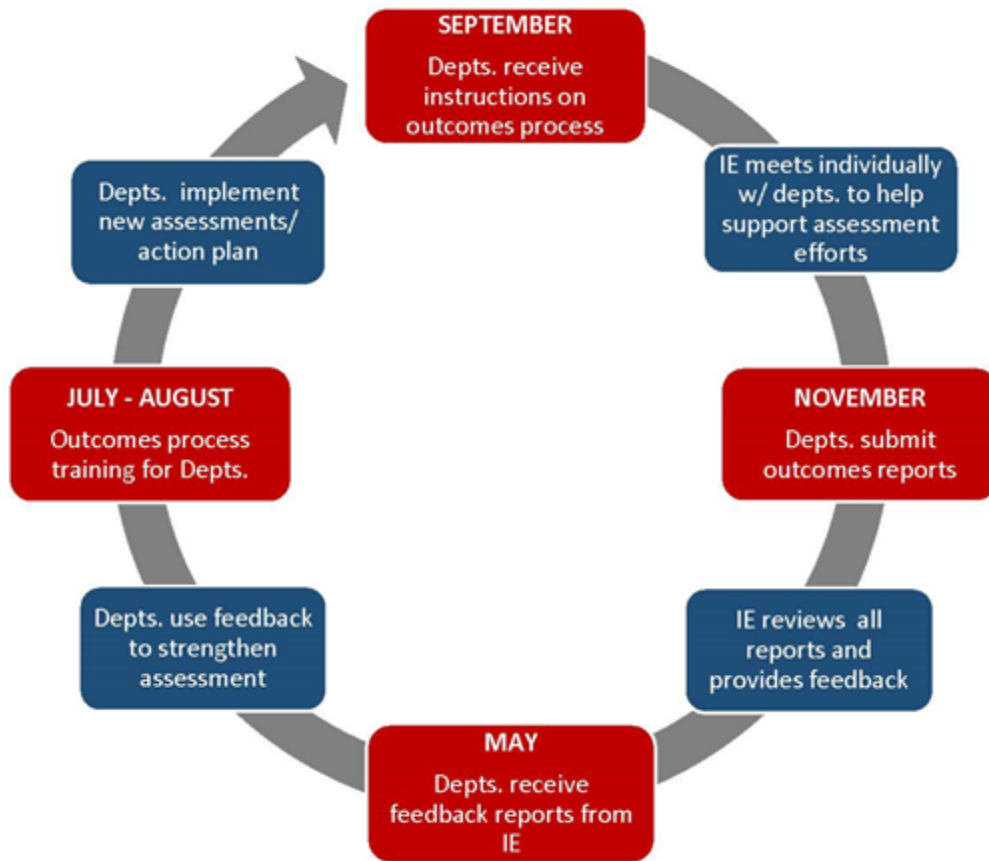 SEPTEMBER
Depts. receive
instructions on
outcomes process
IE meets individually
w/ depts. to help
support assessment
efforts
NOVEMBER
Depts. submit
outcomes reports
IE reviews  all
reports and
provides feedback
MAY
Depts. receive
feedback reports from
IE
Depts. use feedback
to strengthen
assessment
JULY - AUGUST
Outcomes process
training for Depts.
Depts.  implement
new assessments/
action plan